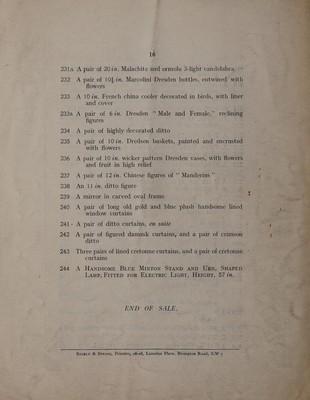 16
231A A pair of 20 in. Malachite and ormolu 3-light candelabra
232 A pair of 10½ in. Marcolini Dresden bottles, entwined with
flowers
233 A 10 in. French china cooler decorated in birds, with liner
and cover
233A A pair of 6 in. Dresden "Male and Female," reclining
figures
234 A pair of highly decorated ditto
235 A pair of 10 in. Dresden baskets, painted and encrusted
with flowers
236 A pair of 10 in. wicker pattern Dresden vases, with flowers
and fruit in high relief
237 A pair of 12 in. Chinese figures of "Mandarins"
238 An 11 in. ditto figure
239 A mirror in carved oval frame
240 A pair of long old gold and blue plush handsome lined
window curtains
241 A pair of ditto curtains, en suite
242 A pair of figured damask curtains, and a pair of crimson
ditto
243 Three pairs of lined cretonne curtains, and a pair of cretonne
curtains
244 A Handsome Blue Minton Stand and Urn, Shaped
Lamp, Fitted for Electric Light, Height, 57 in.
END OF SALE.
Printers, Place, Brompton Road, S.W 3